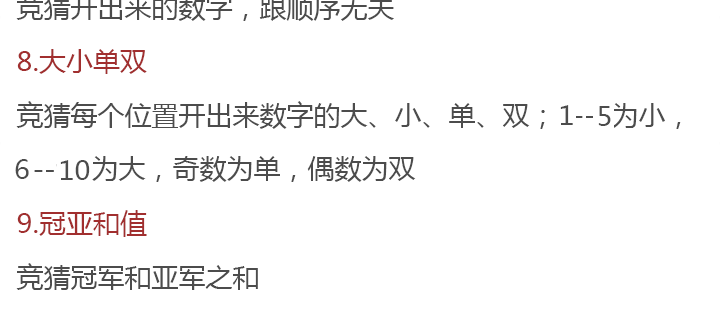 竞猜开出来的数字，跟顺序无关
8.大小单双
竞猜每个位置开出来数字的大、小、单、双；1--5为小，
6--10为大，奇数为单，偶数为双
9.冠亚和值
竞猜冠军和亚军之和